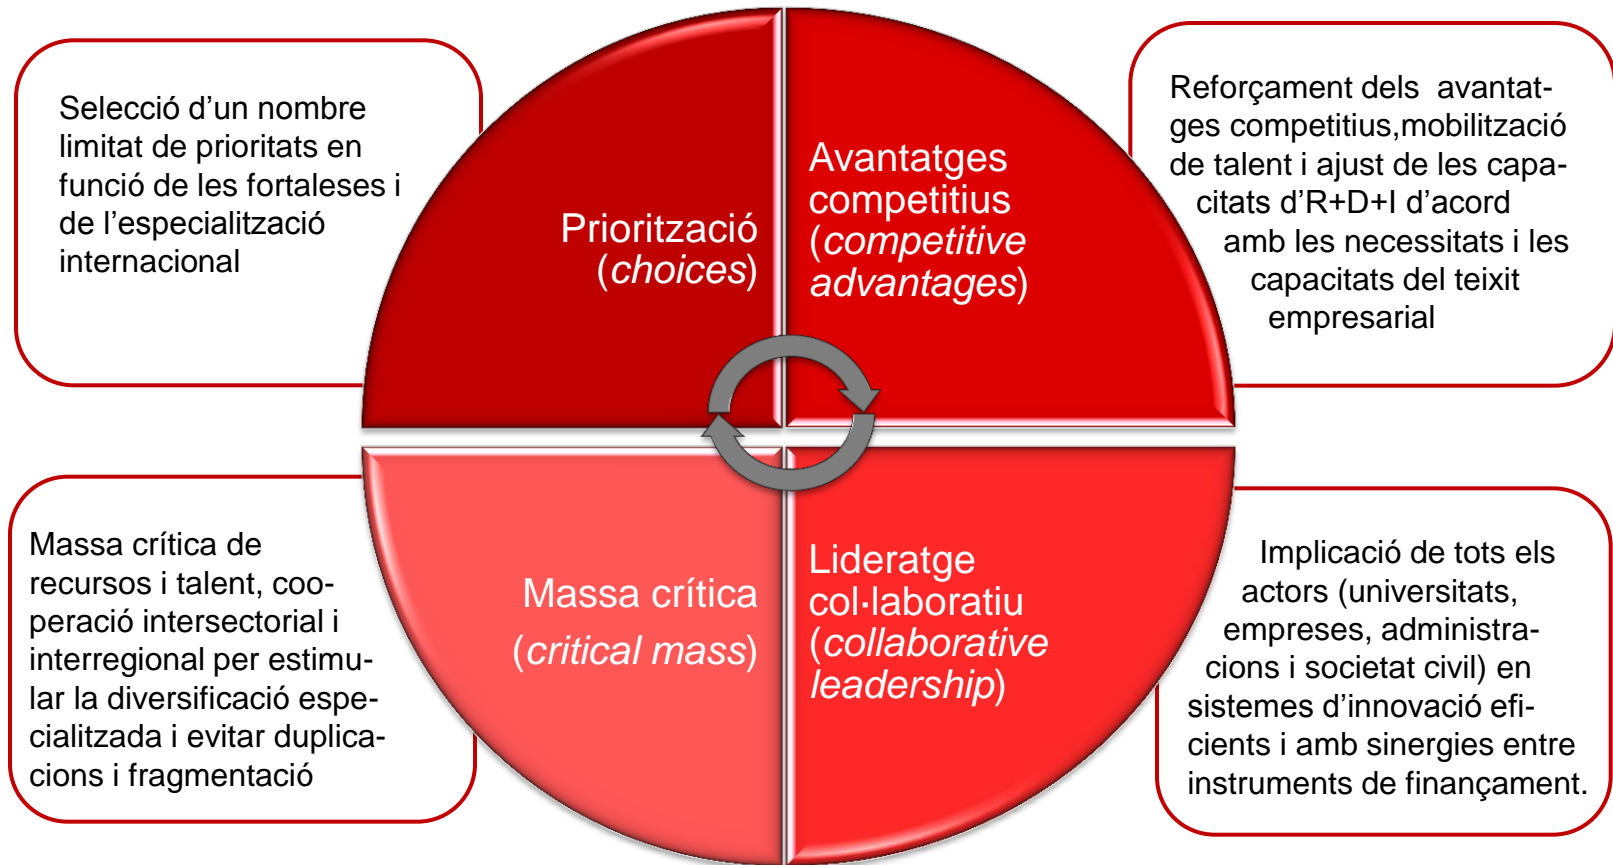 Selecció d’un nombre
limitat de prioritats en
funció de les fortaleses i
de l’especialització
internacional
Priorització
(choices)
Avantatges
competitius
(competitive
advantages)
Reforçament dels  avantat-
ges competitius,mobilització
de talent i ajust de les capa-
citats d’R+D+I d’acord
amb les necessitats i les
capacitats del teixit
empresarial
Massa crítica de
recursos i talent, coo-
peració intersectorial i
interregional per estimu-
lar la diversificació espe-
cialitzada i evitar duplica-
cions i fragmentació
Massa crítica
(critical mass)
Lideratge
col·laboratiu
(collaborative
leadership)
Implicació de tots els
actors (universitats,
empreses, administra-
cions i societat civil) en
sistemes d’innovació efi-
cients i amb sinergies entre
instruments de finançament.